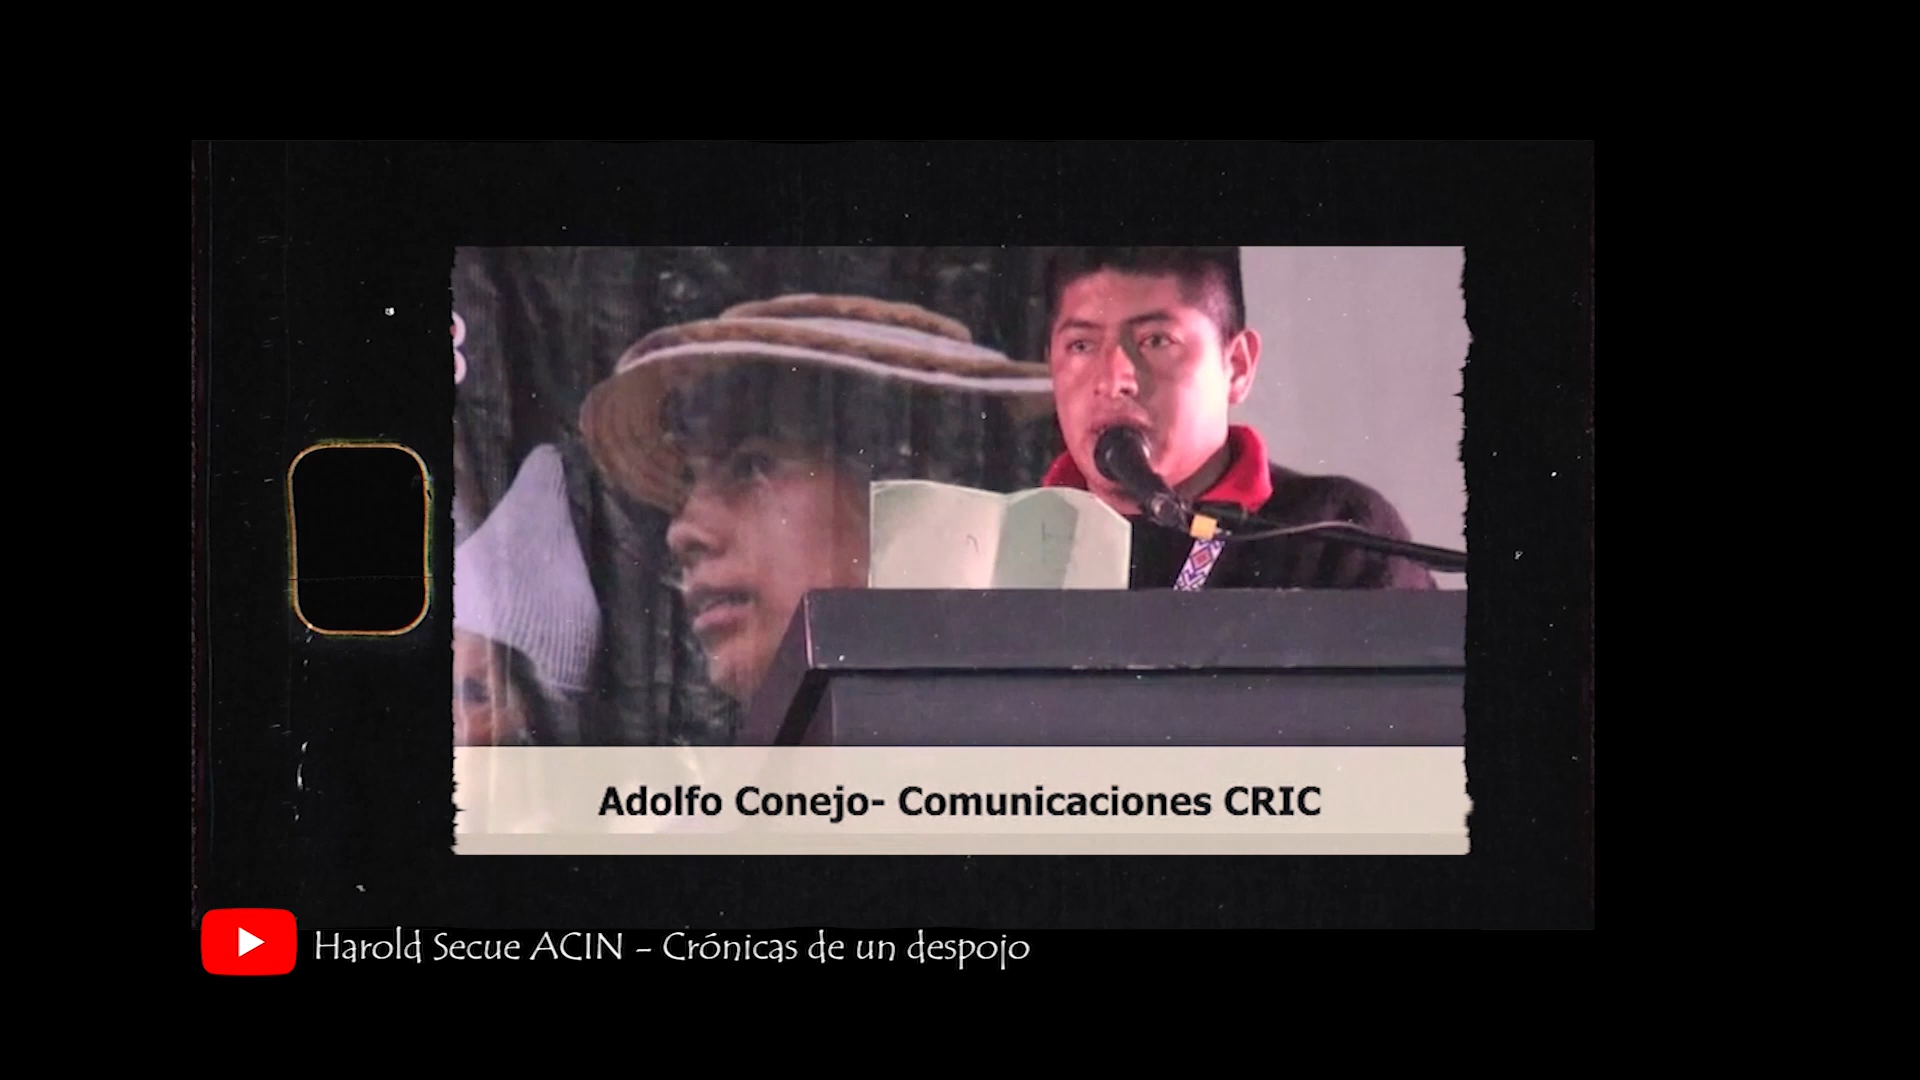 Adolfo Conejo- Comunicaciones CRIC
Harold Secue ACIN - Crónicas de un despojo